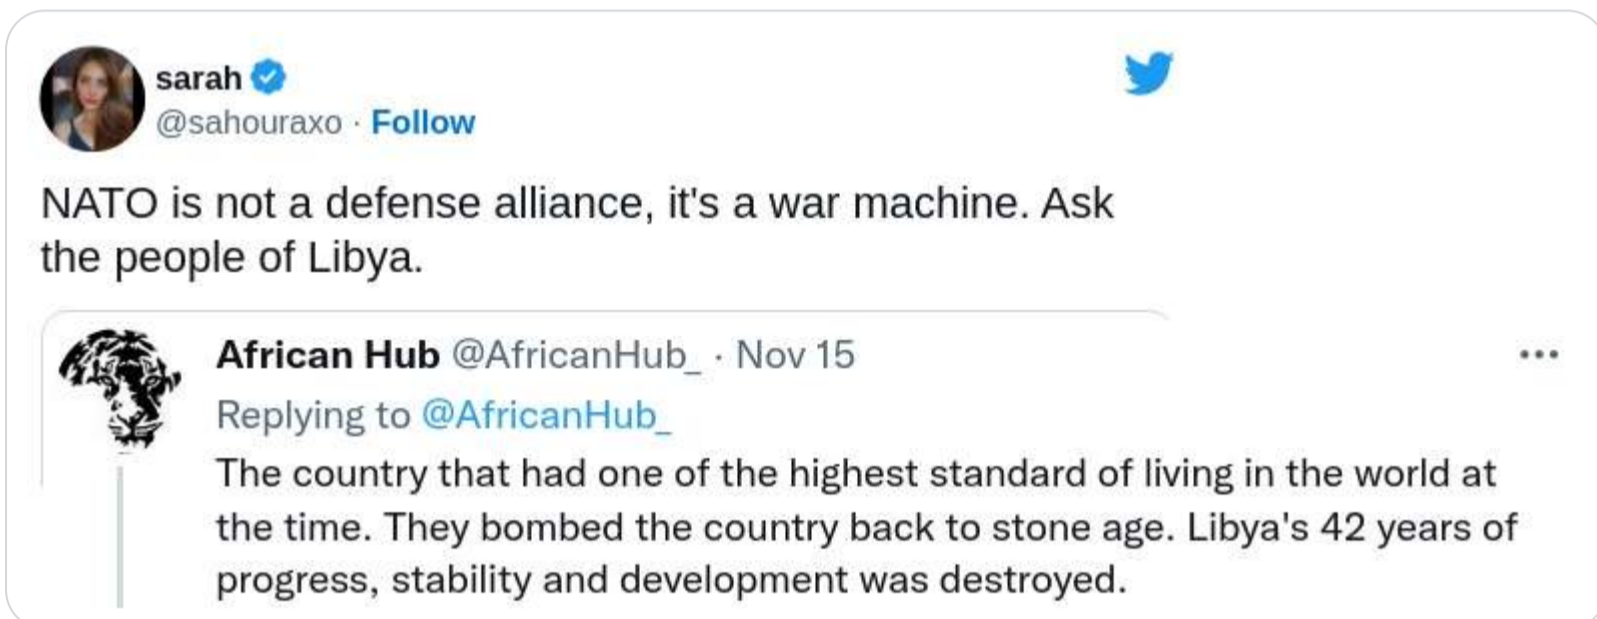 sarah
@sahouraxo · Follow
NATO is not a defense alliance, it's a war machine. Ask
the people of Libya.
African Hub @AfricanHub_ · Nov 15
Replying to @AfricanHub_
The country that had one of the highest standard of living in the world at
the time. They bombed the country back to stone age. Libya's 42 years of
progress, stability and development was destroyed.